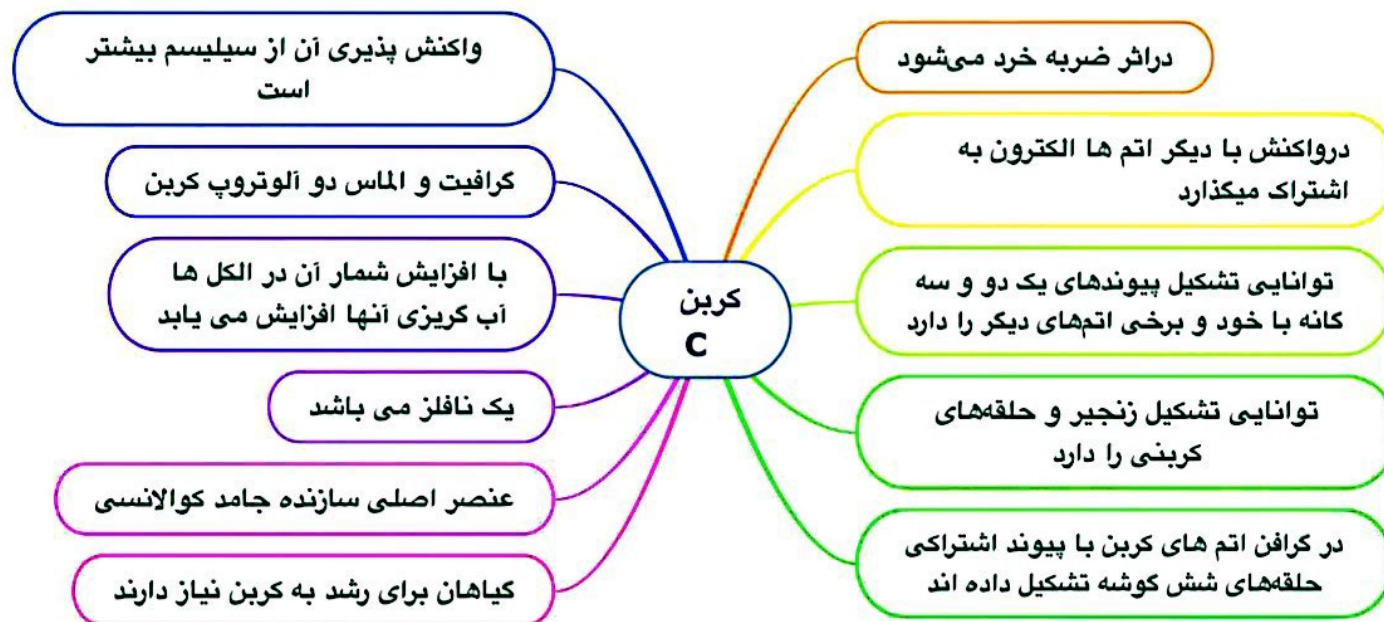 کربن
C
دراثر ضربه خرد می‌شود
درواکنش با دیگر اتم ها الکترون به
اشتراک میگذارد
توانایی تشکیل پیوندهای یک دو و سه
گانه با خود و برخی اتم‌های دیگر را دارد
توانایی تشکیل زنجیر و حلقه‌های
کربنی را دارد
در گرافن اتم های کربن با پیوند اشتراکی
حلقه‌های شش گوشه تشکیل داده اند
واکنش پذیری آن از سیلیسم بیشتر
است
گرافیت و الماس دو آلوتروپ کربن
با افزایش شمار آن در الکل ها
آب گریزی آنها افزایش می یابد
یک نافلز می باشد
عنصر اصلی سازنده جامد کوالانسی
گیاهان برای رشد به کربن نیاز دارند